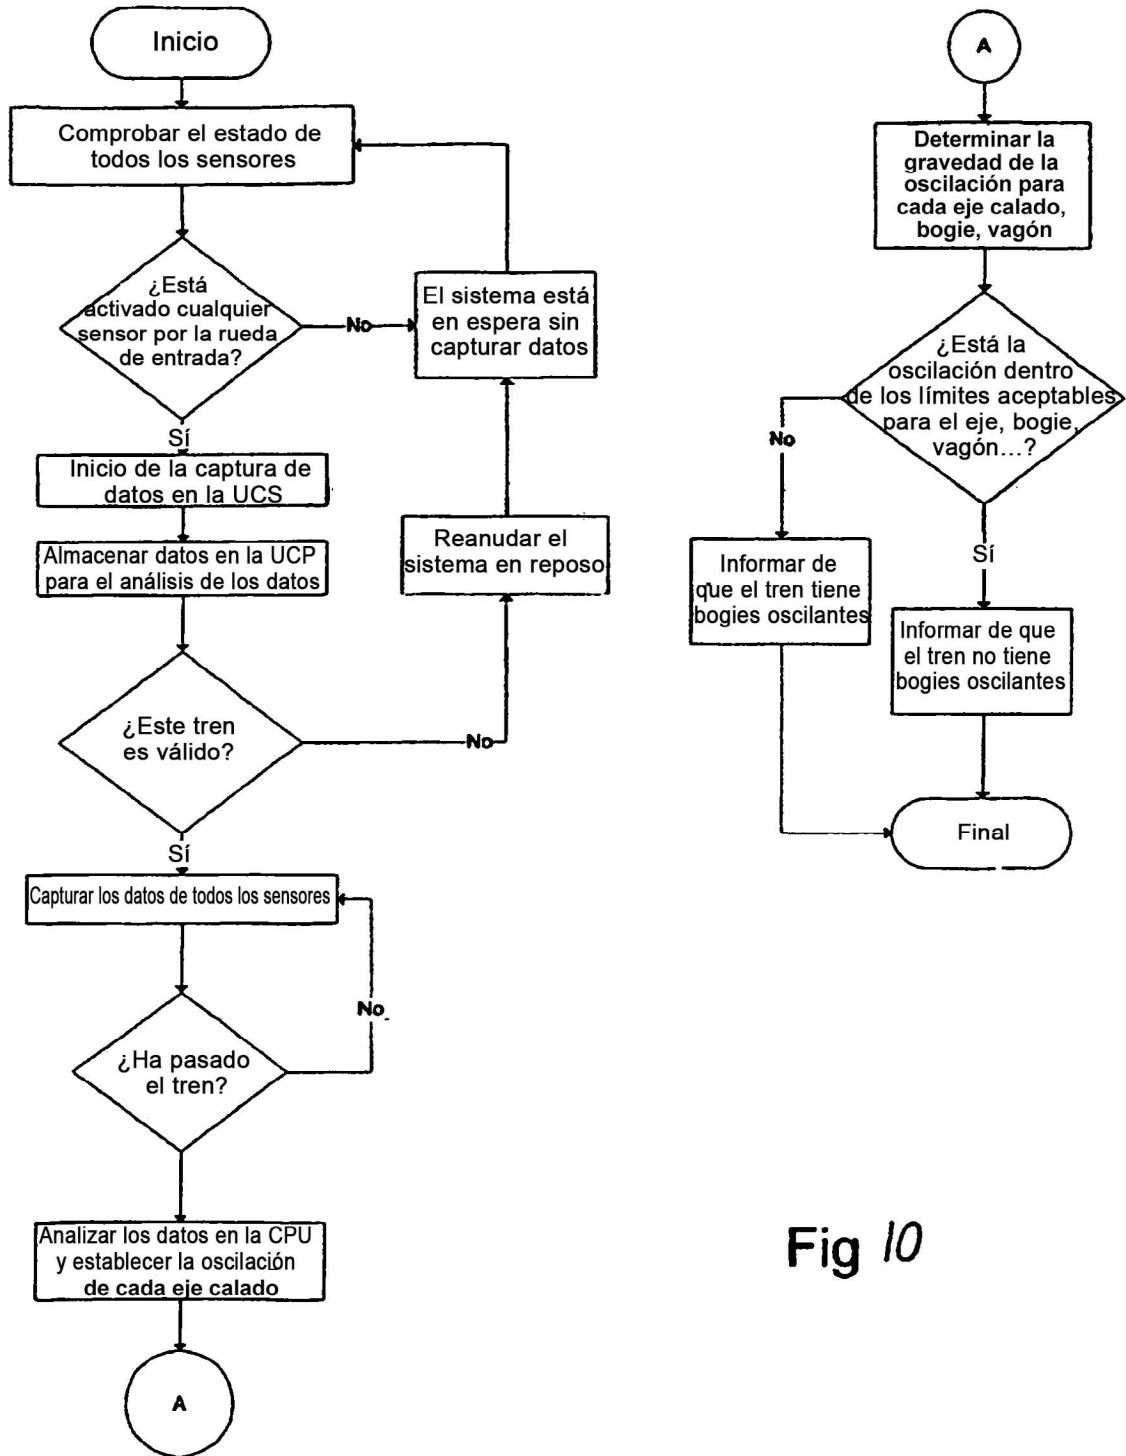 Inicio
Comprobar el estado de
todos los sensores
¿Está
activado cualquier
sensor por la rueda
de entrada?
No
El sistema está
en espera sin
capturar datos
Sí
Inicio de la captura de
datos en la UCS
Almacenar datos en la UCP
para el análisis de los datos
Reanudar el
sistema en reposo
¿Este tren
es válido?
No
Sí
Capturar los datos de todos los sensores
No
¿Ha pasado
el tren?
Analizar los datos en la CPU
y establecer la oscilación
de cada eje calado
A
A
Determinar la
gravedad de la
oscilación para
cada eje calado,
bogie, vagón
¿Está la
oscilación dentro
de los límites aceptables
para el eje, bogie,
vagón...?
No
Sí
Informar de
que el tren tiene
bogies oscilantes
Informar de que
el tren no tiene
bogies oscilantes
Final
Fig 10